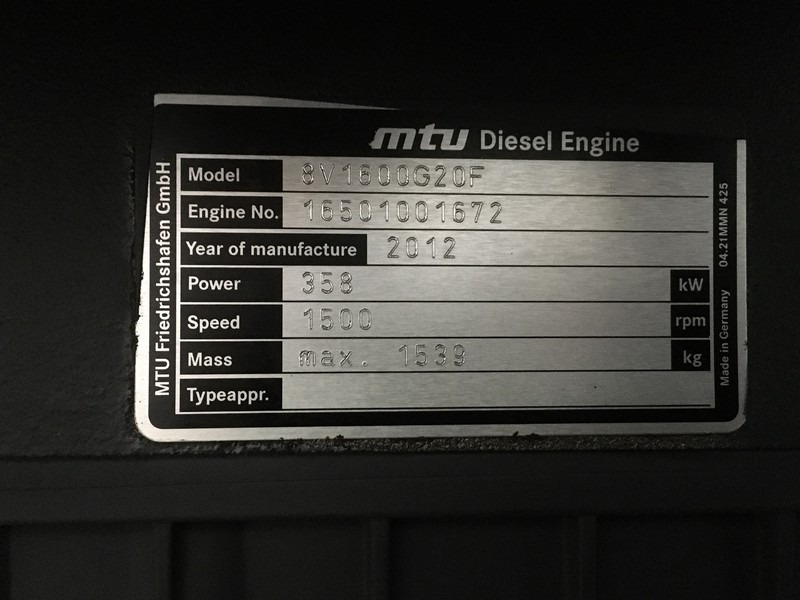 mtu Diesel Engine
Model 8V1600G20F
Engine No. 16501001672
Year of manufacture 2012
Power 358 kW
Speed 1500 rpm
Mass max. 1539 kg
Typeappr.
MTU Friedrichshafen GmbH
Made in Germany 04.21MMN 425